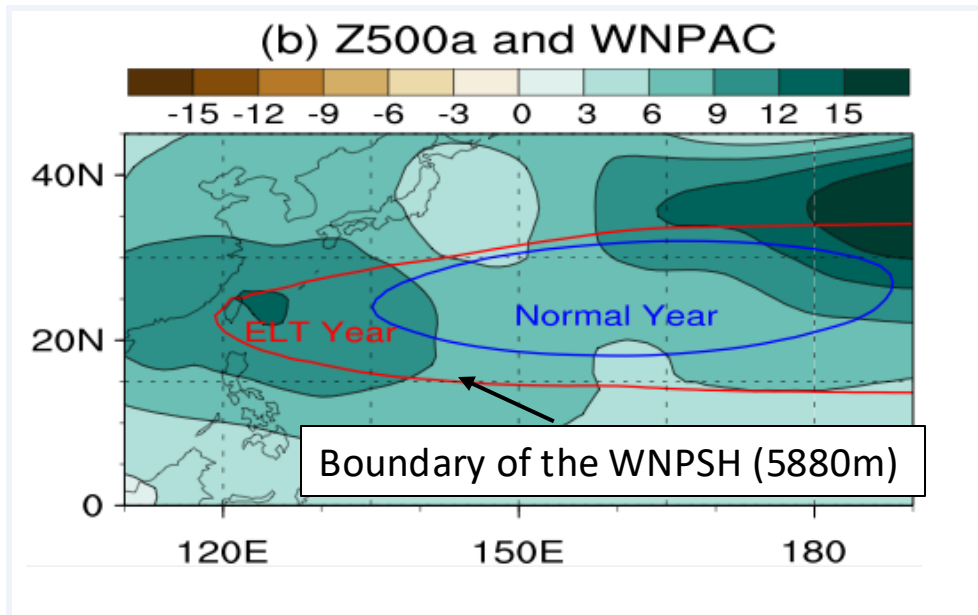 (b) Z500a and WNPAC
-15 -12 -9 -6 -3 0 3 6 9 12 15
40N
20N
0
ELT Year
Normal Year
Boundary of the WNPSH (5880m)
120E 150E 180